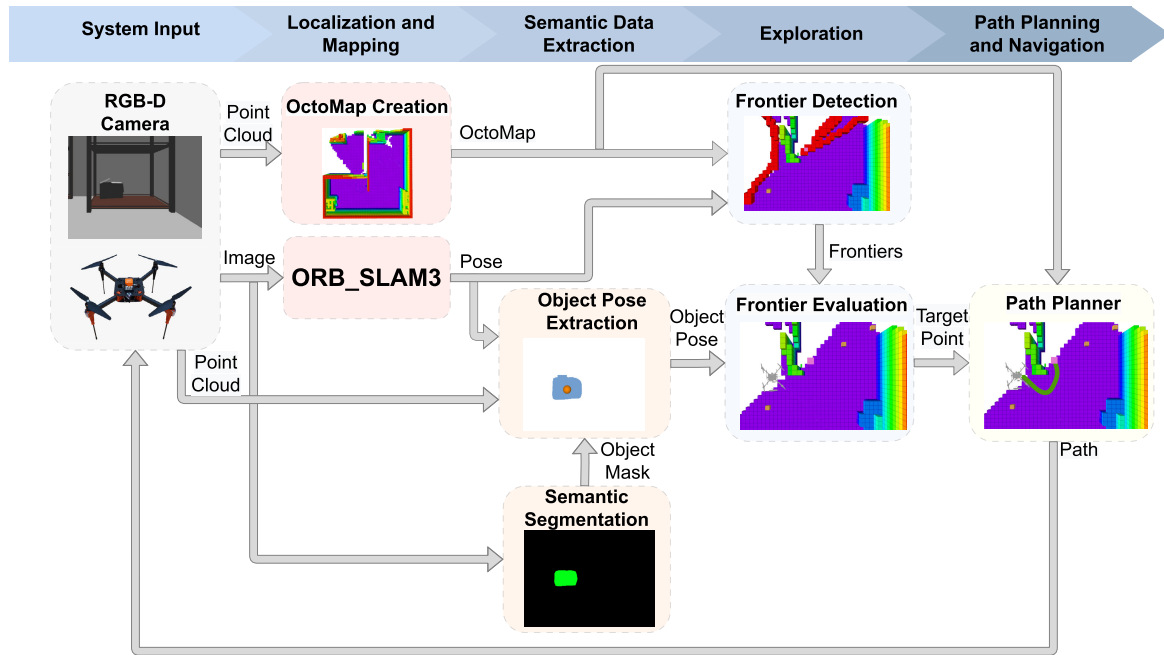 System Input
Localization and
Mapping
Semantic Data
Extraction
Exploration
Path Planning
and Navigation
RGB-D
Camera
Point
Cloud
OctoMap Creation
OctoMap
Frontier Detection
Image
ORB_SLAM3
Pose
Frontiers
Object Pose
Extraction
Object
Pose
Frontier Evaluation
Target
Point
Path Planner
Point
Cloud
Object
Mask
Path
Semantic
Segmentation